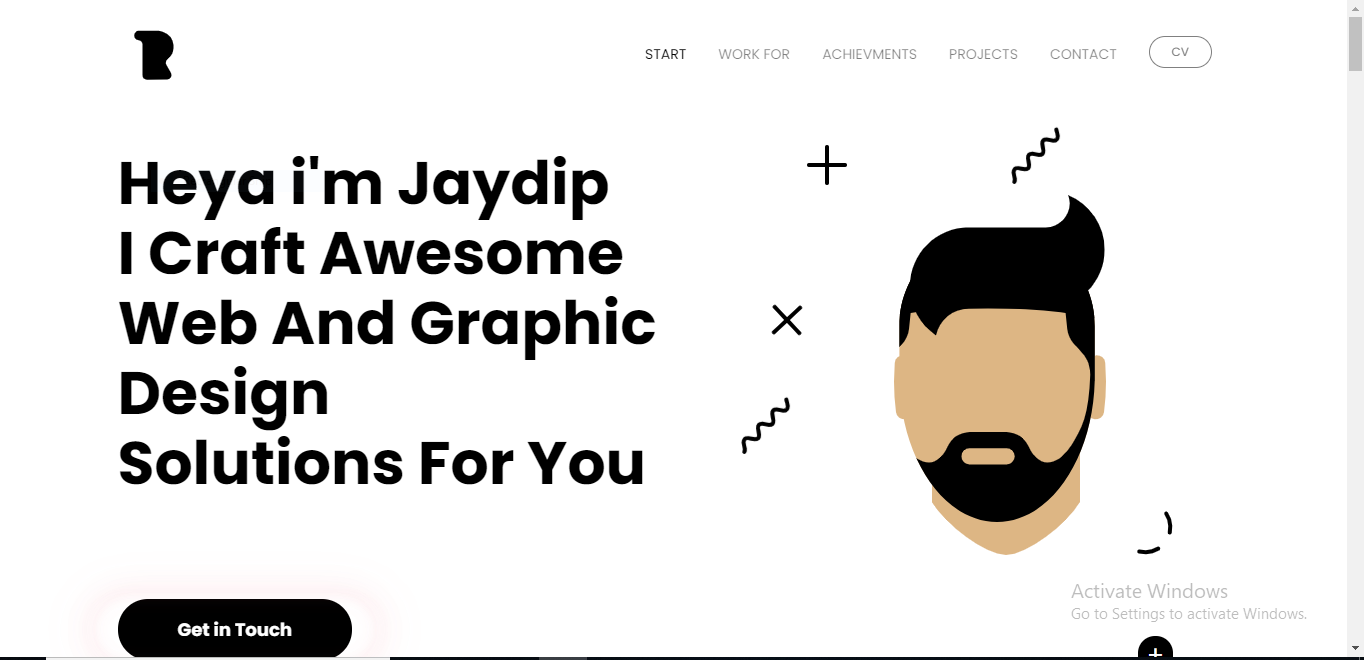 START WORK FOR ACHIEVMENTS PROJECTS CONTACT CV
Heya i'm Jaydip
I Craft Awesome
Web And Graphic
Design
Solutions For You
Get in Touch
Activate Windows
Go to Settings to activate Windows.